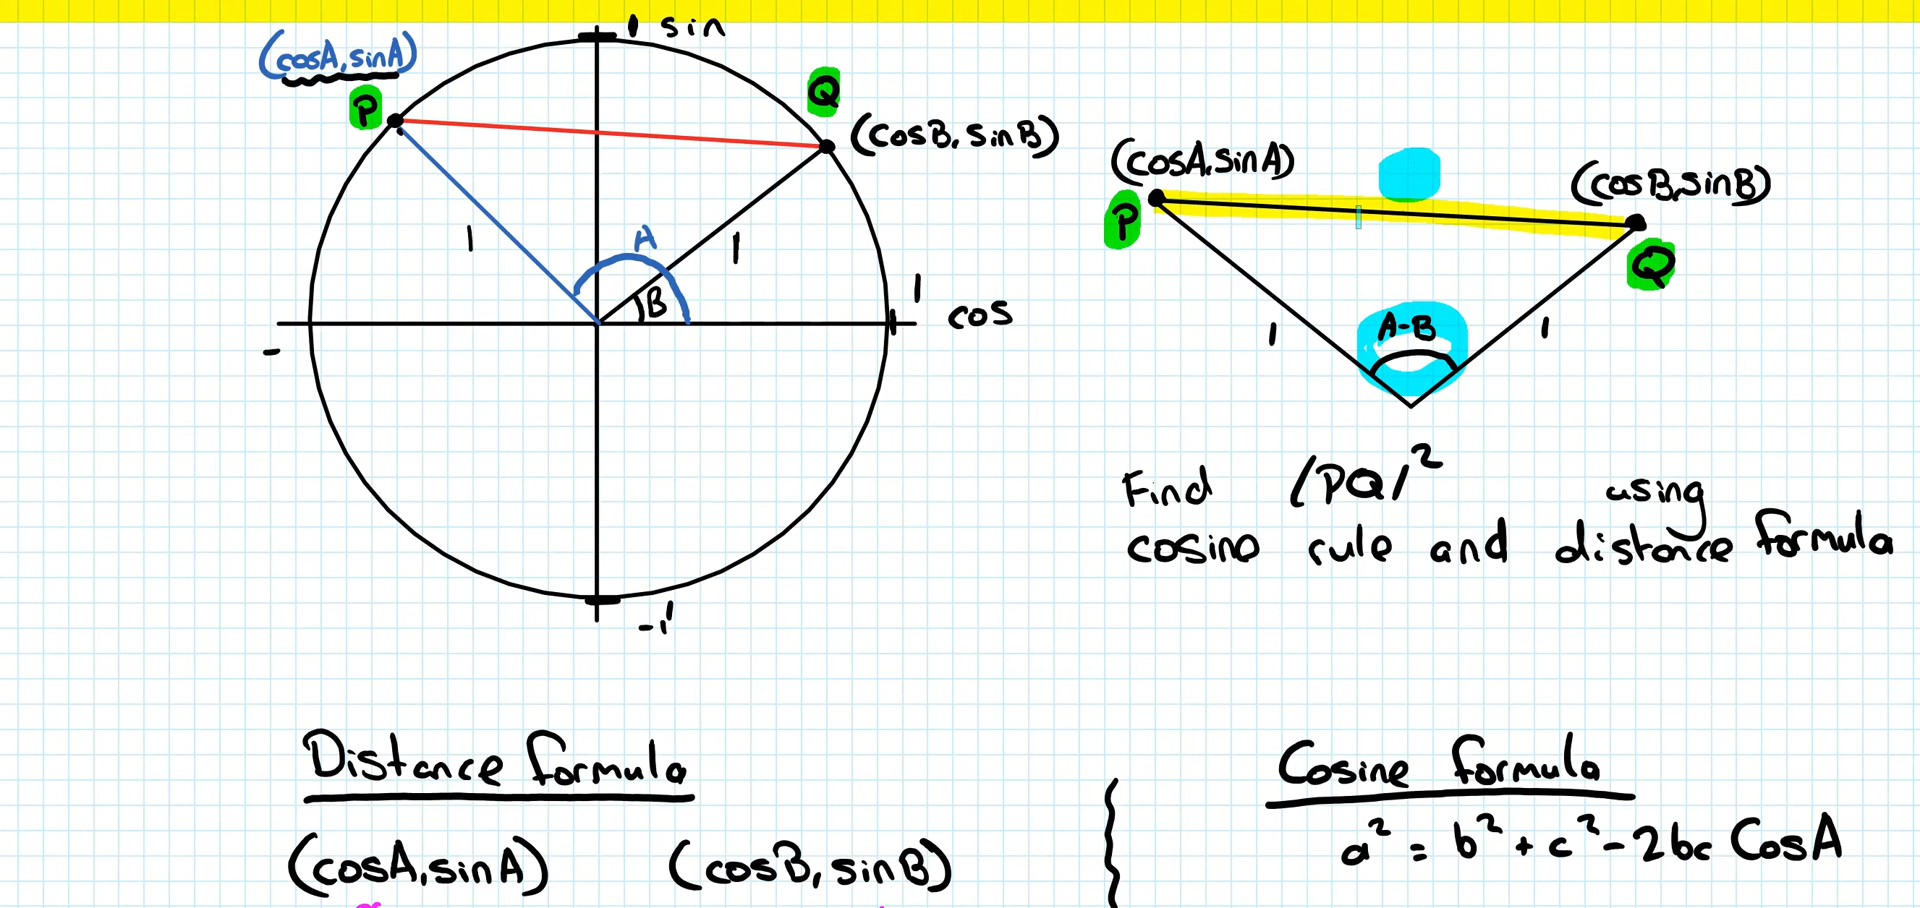 1 sin
(cosA, sinA)
P
Q
(cosB, sinB)
A
1
1
B
1
cos
-
-1
(cosA, sinA)
(cosB, sinB)
P
Q
A-B
1
1
Find |PQ|² using
cosine rule and distance formula
Distance formula
(cosA, sinA) (cosB, sinB)
Cosine formula
a² = b² + c² - 2bc CosA